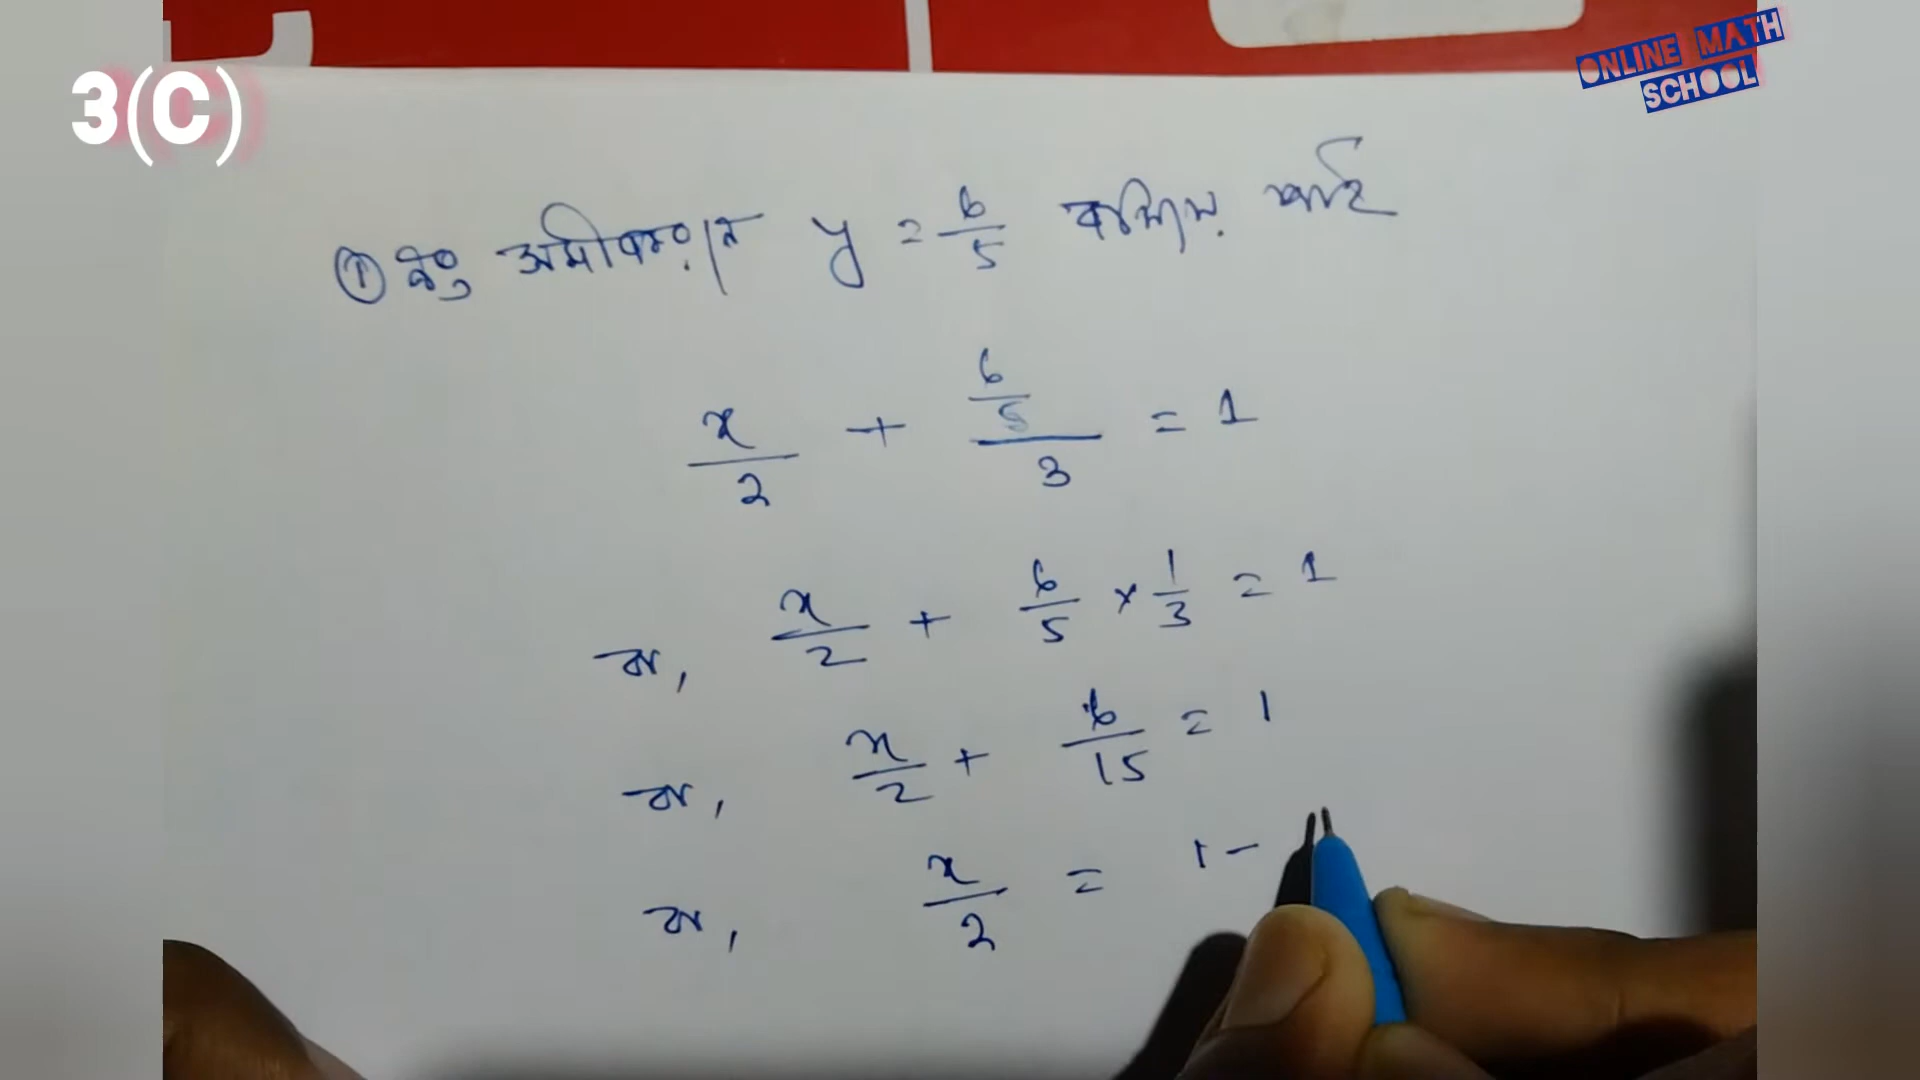 3(C)
ONLINE MATH
SCHOOL
① নং সমীকরণে y = 6/5 বসিয়ে পাই
x/2 + (6/5)/3 = 1
বা, x/2 + 6/5 × 1/3 = 1
বা, x/2 + 6/15 = 1
বা, x/2 = 1 -